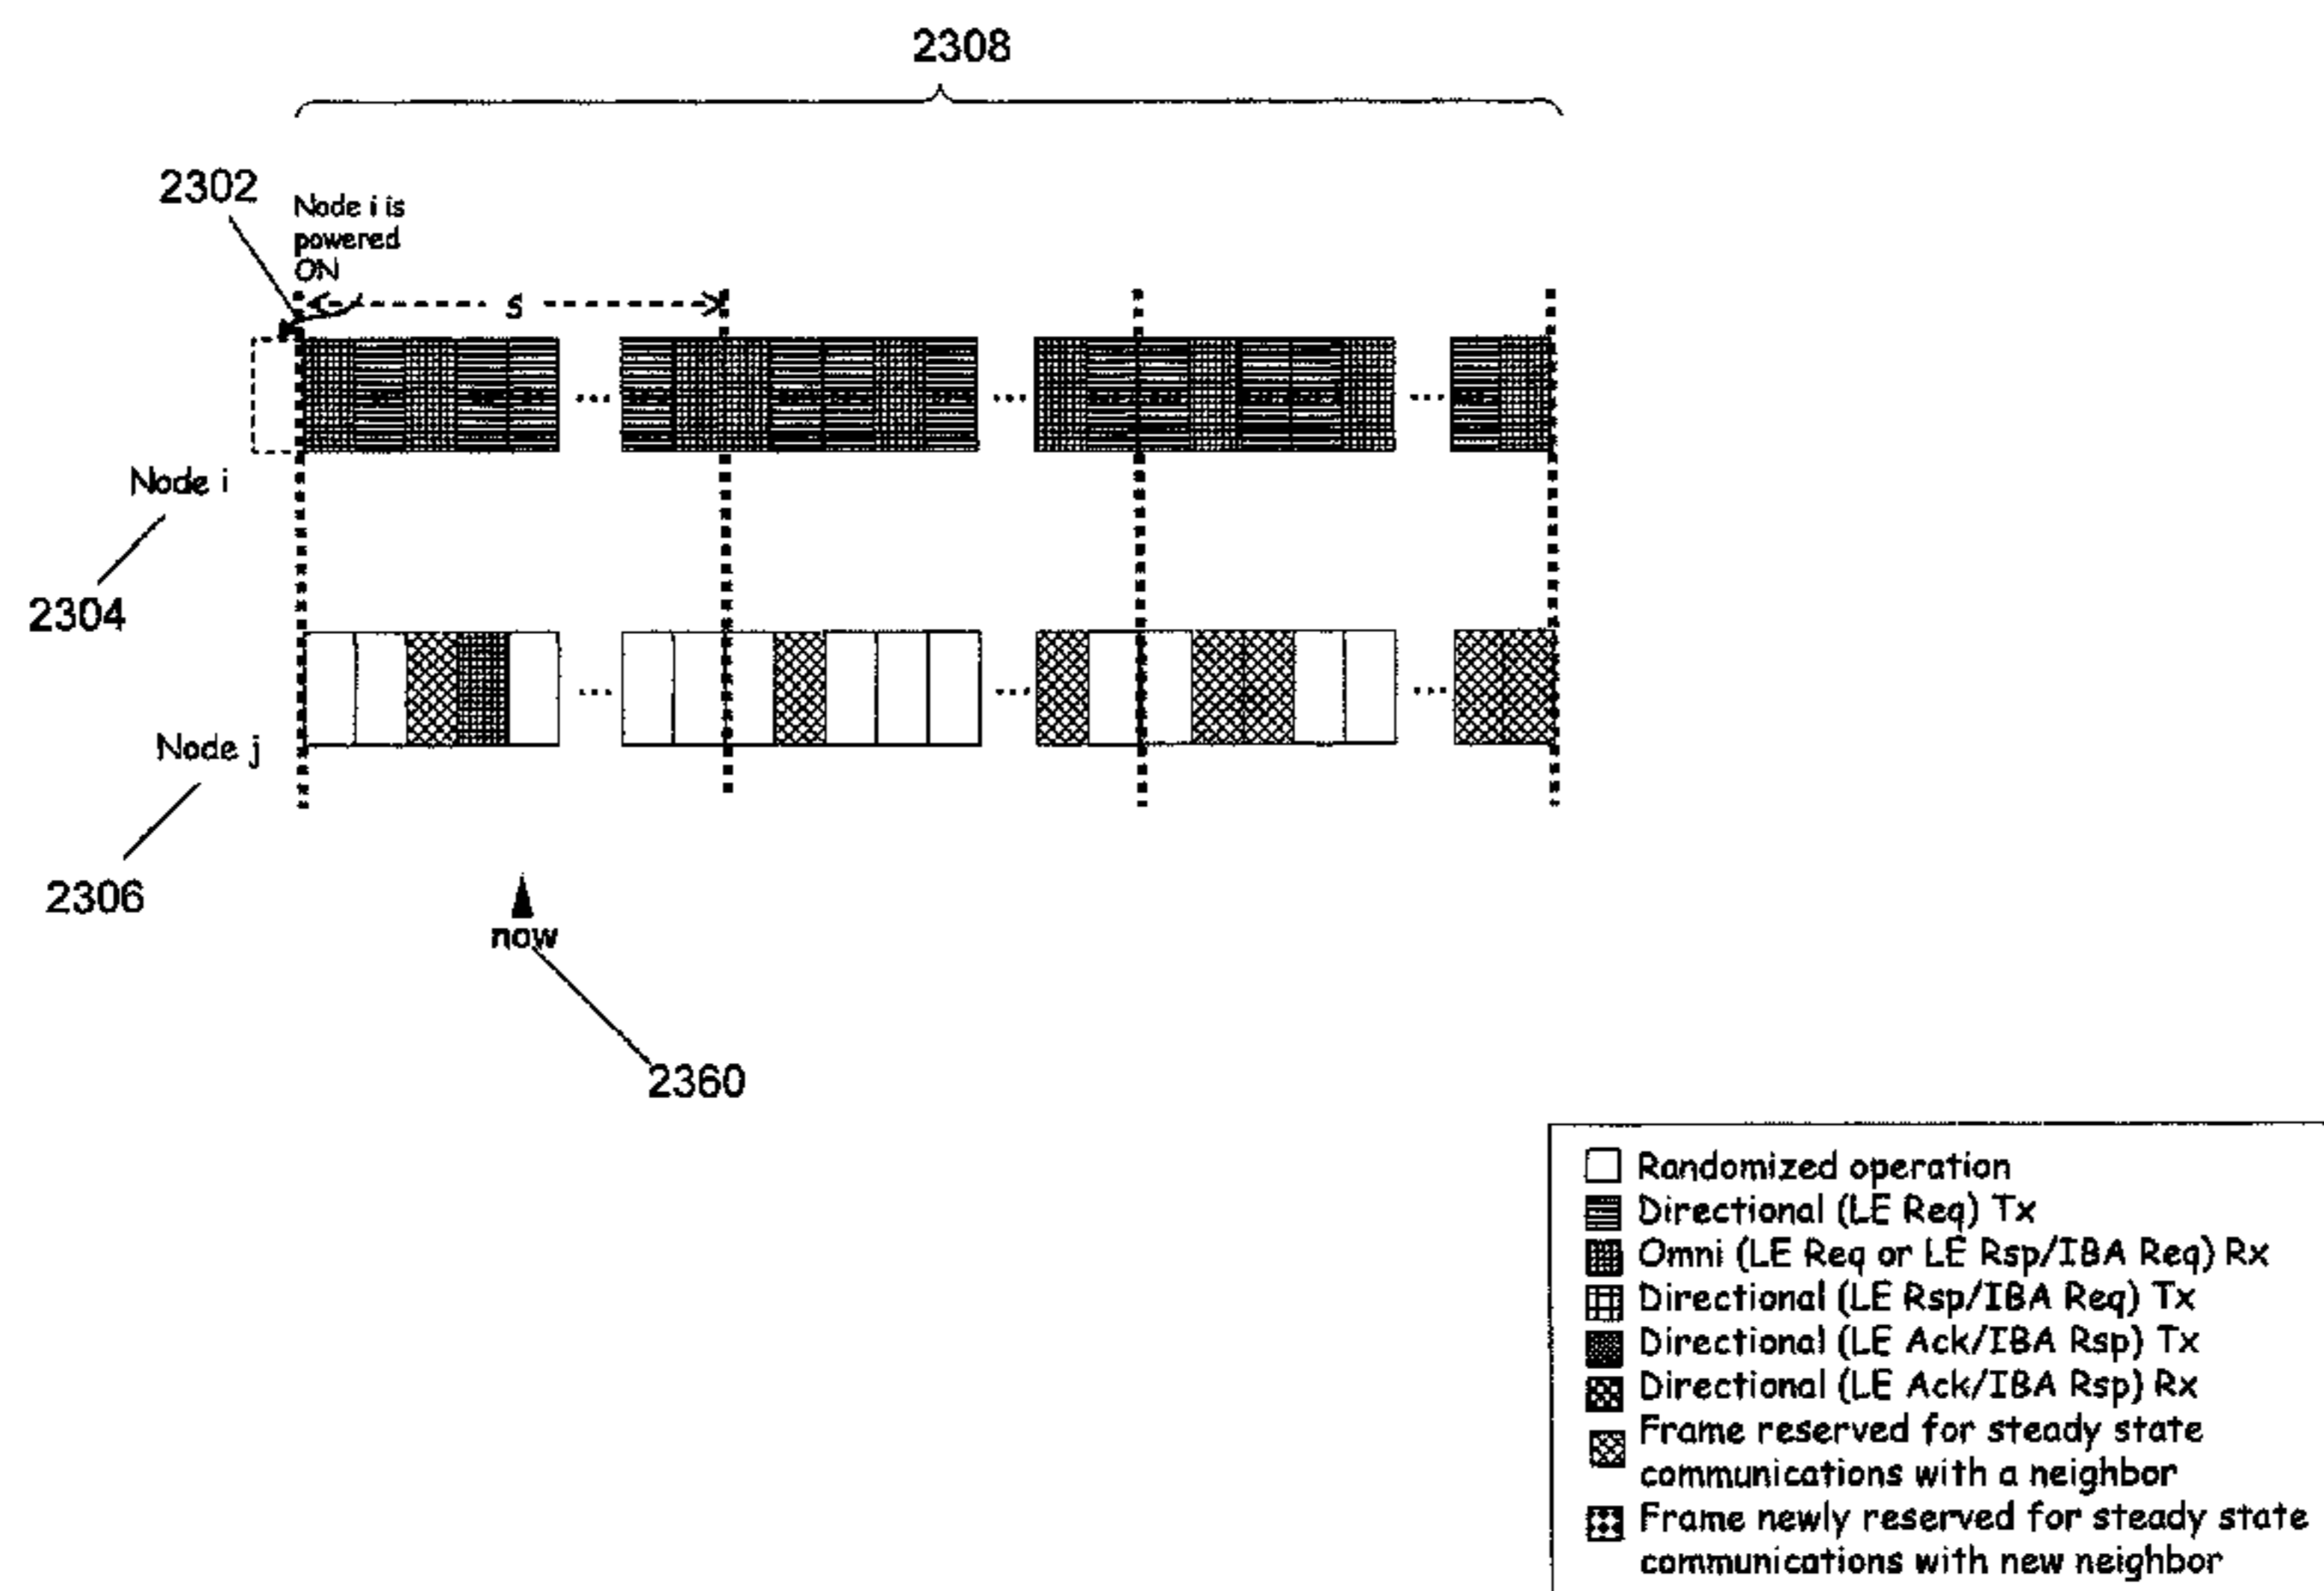 2308
2302
Node i is
powered
ON
S
...
...
...
Node i
2304
...
...
...
Node j
2306
now
2360
Randomized operation
Directional (LE Req) Tx
Omni (LE Req or LE Rsp/IBA Req) Rx
Directional (LE Rsp/IBA Req) Tx
Directional (LE Ack/IBA Rsp) Tx
Directional (LE Ack/IBA Rsp) Rx
Frame reserved for steady state
communications with a neighbor
Frame newly reserved for steady state
communications with new neighbor